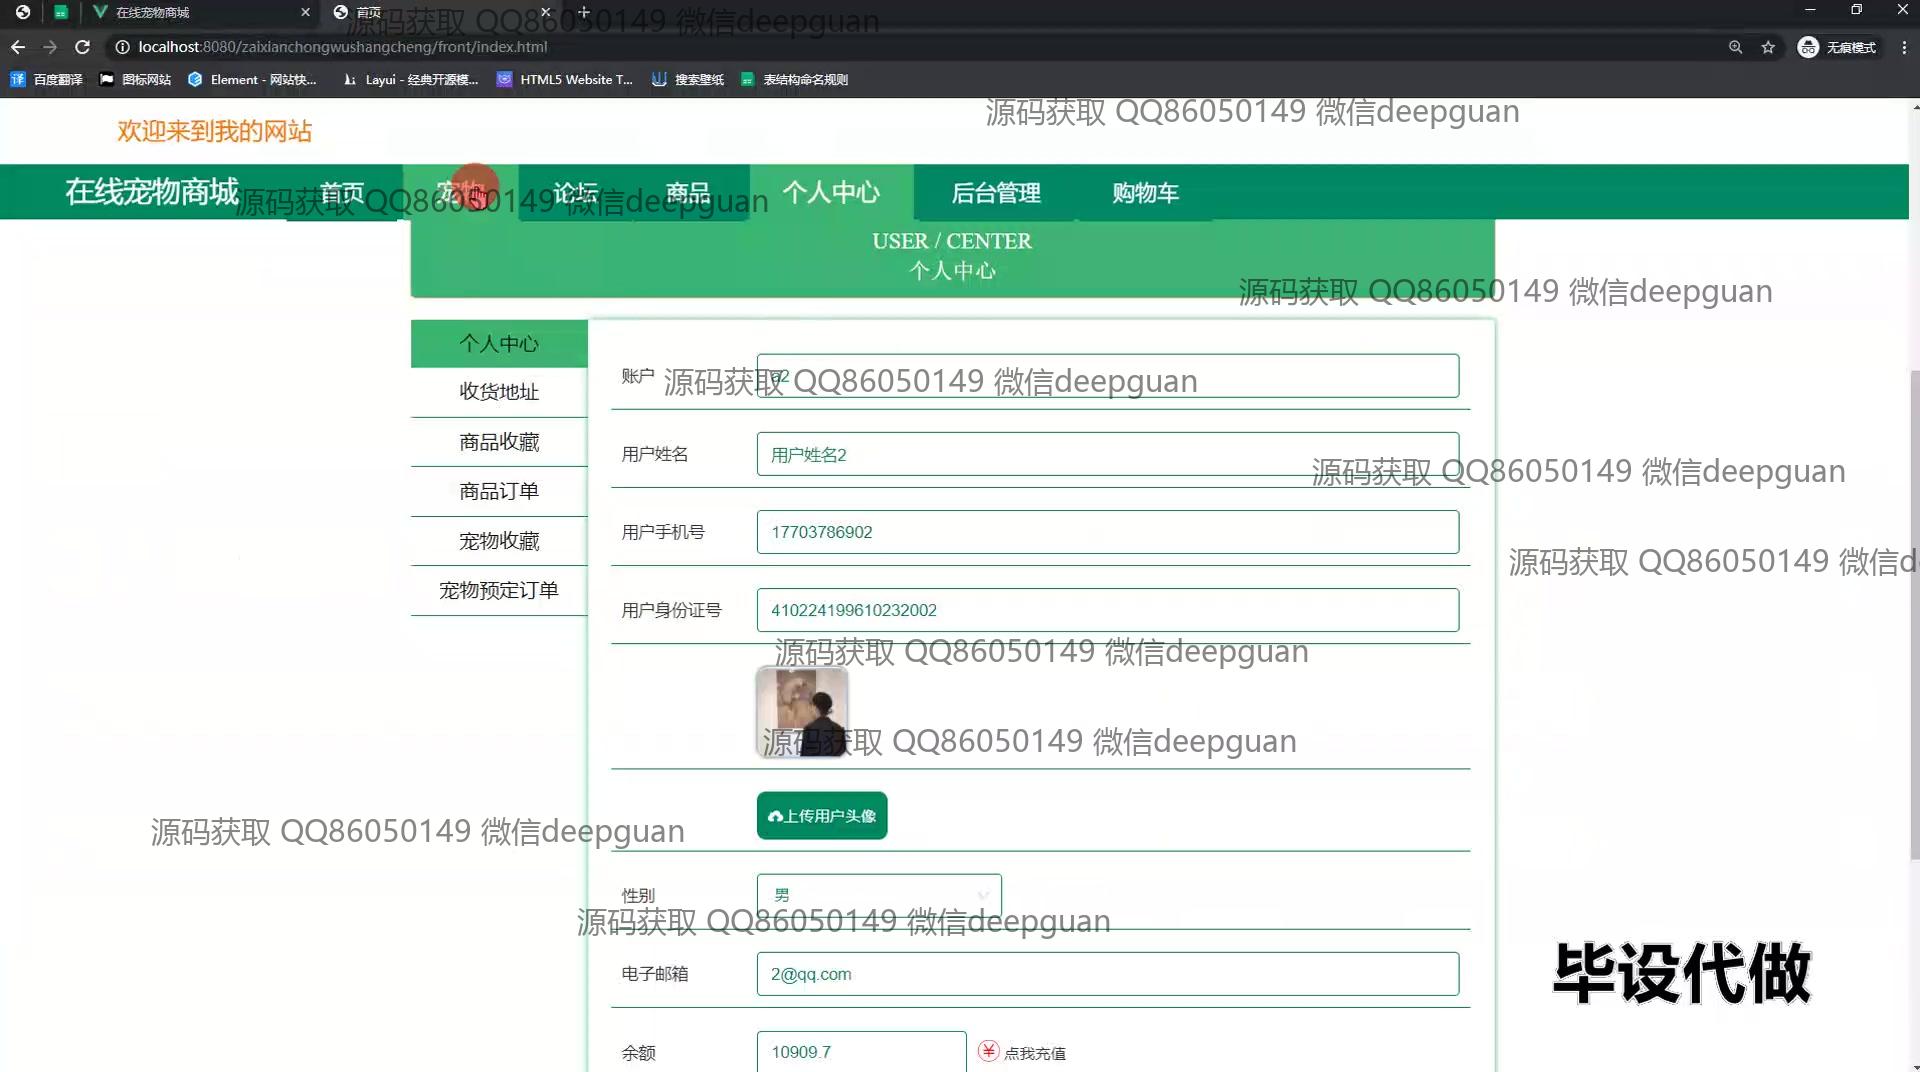 在线宠物商城
首页
源码获取 QQ86050149 微信deepguan
localhost:8080/zaixianchongwushangcheng/front/index.html
无痕模式
百度翻译
图标网站
Element - 网站快...
Layui - 经典开源模...
HTML5 Website T...
搜索壁纸
表结构命名规则
源码获取 QQ86050149 微信deepguan
欢迎来到我的网站
在线宠物商城
首页
宠物
论坛
商品
个人中心
后台管理
购物车
源码获取 QQ86050149 微信deepguan
USER / CENTER
个人中心
源码获取 QQ86050149 微信deepguan
个人中心
收货地址
商品收藏
商品订单
宠物收藏
宠物预定订单
账户
a2
源码获取 QQ86050149 微信deepguan
用户姓名
用户姓名2
源码获取 QQ86050149 微信deepguan
用户手机号
17703786902
源码获取 QQ86050149 微信d
用户身份证号
410224199610232002
源码获取 QQ86050149 微信deepguan
源码获取 QQ86050149 微信deepguan
上传用户头像
源码获取 QQ86050149 微信deepguan
性别
男
源码获取 QQ86050149 微信deepguan
电子邮箱
2@qq.com
毕设代做
余额
10909.7
点我充值